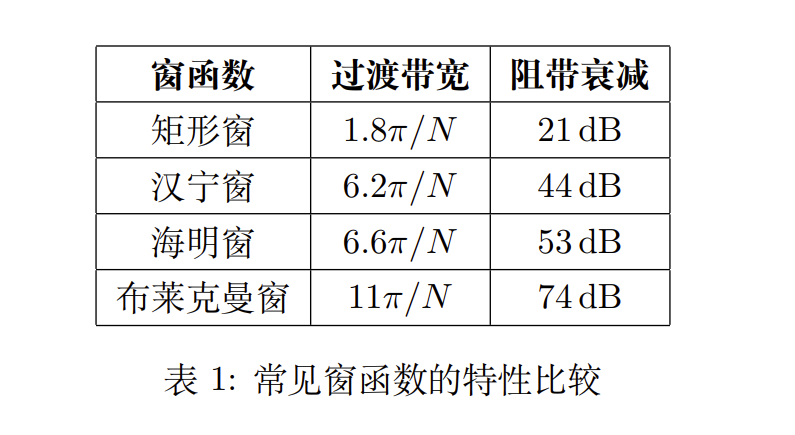 窗函数 过渡带宽 阻带衰减
矩形窗 1.8π/N 21 dB
汉宁窗 6.2π/N 44 dB
海明窗 6.6π/N 53 dB
布莱克曼窗 11π/N 74 dB
表 1: 常见窗函数的特性比较